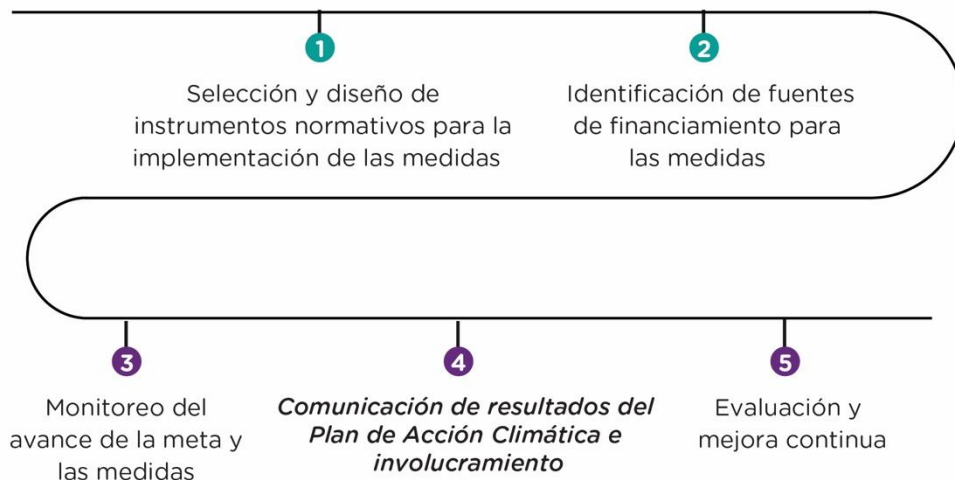 1
Selección y diseño de
instrumentos normativos para la
implementación de las medidas
2
Identificación de fuentes
de financiamiento para
las medidas
3
Monitoreo del
avance de la meta y
las medidas
4
Comunicación de resultados del
Plan de Acción Climática e
involucramiento
5
Evaluación y
mejora continua